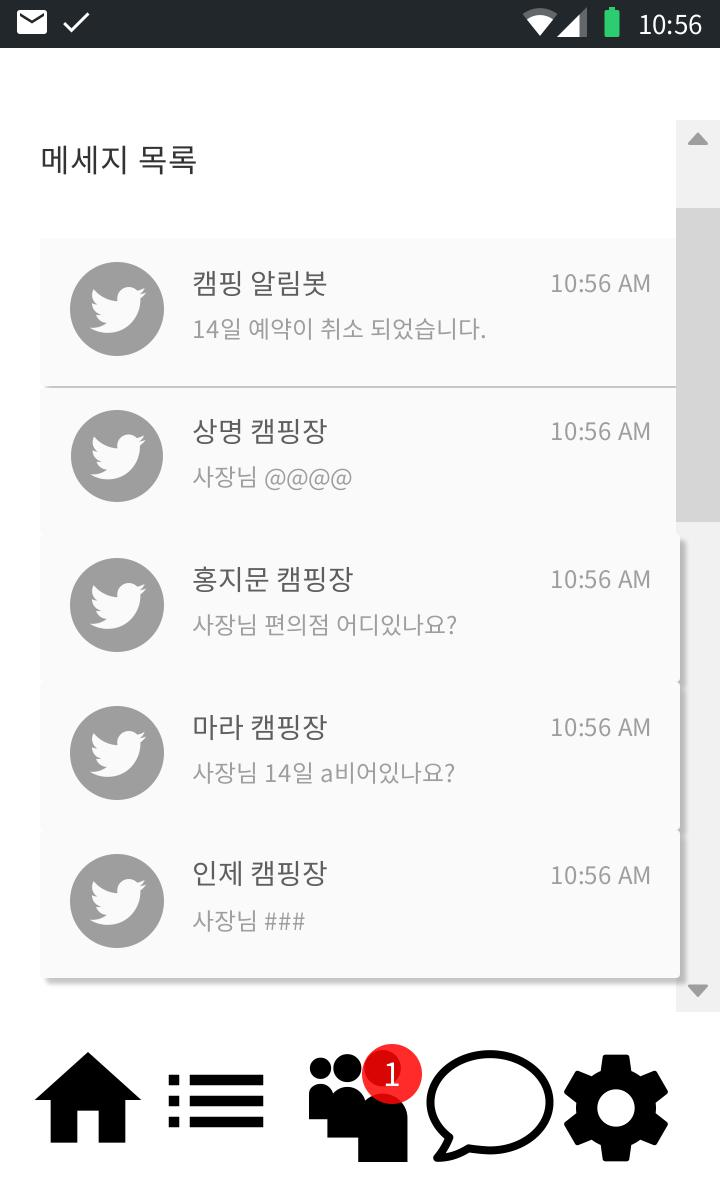 10:56
메세지 목록
캠핑 알림봇
10:56 AM
14일 예약이 취소 되었습니다.
상명 캠핑장
10:56 AM
사장님 @@@@
홍지문 캠핑장
10:56 AM
사장님 편의점 어디있나요?
마라 캠핑장
10:56 AM
사장님 14일 a비어있나요?
인제 캠핑장
10:56 AM
사장님 ###
1